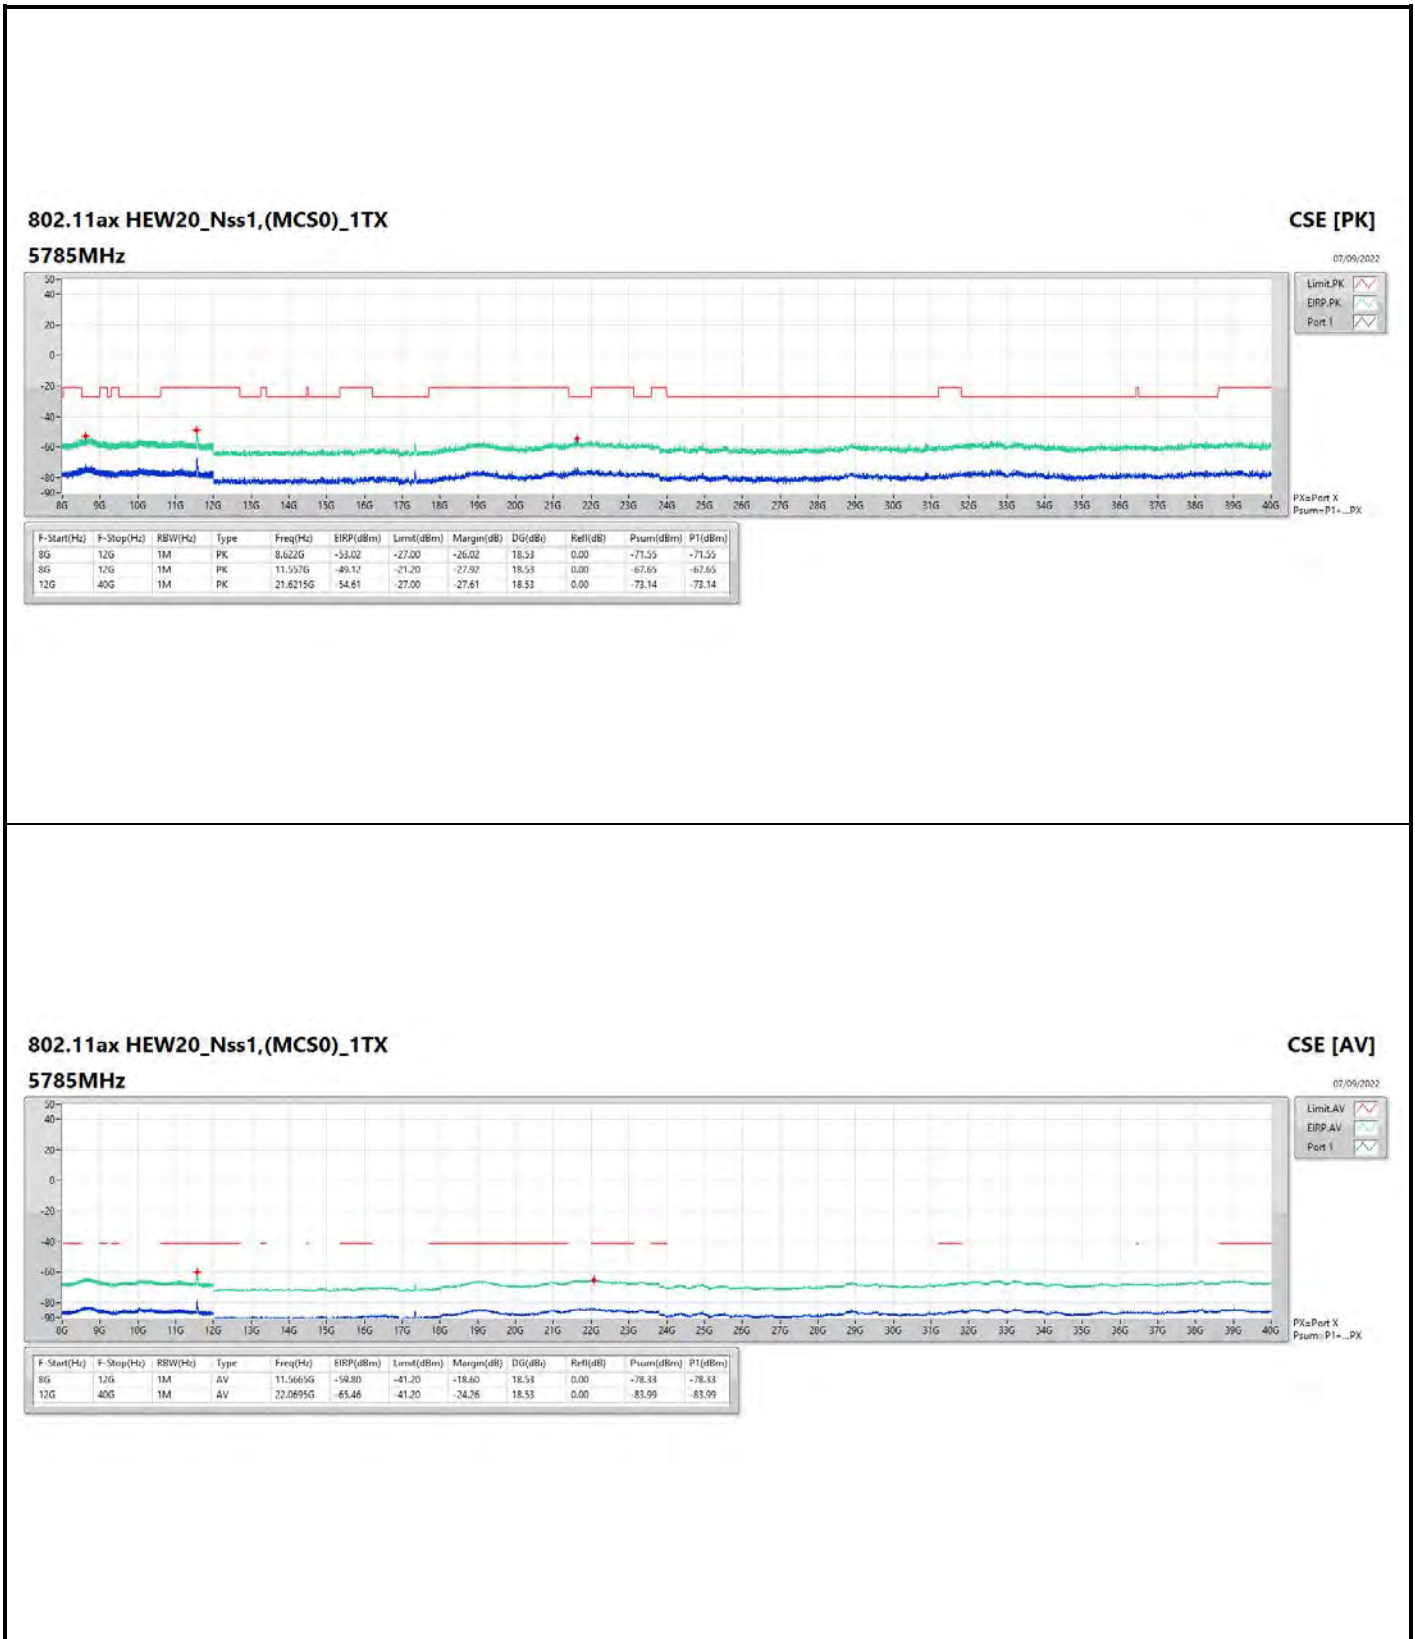 802.11ax HEW20_Nss1,(MCS0)_1TX
CSE [PK]
5785MHz
07/09/2022
Limit.PK
EIRP.PK
Port 1
50
40
20
0
-20
-40
-60
-80
-90
8G 9G 10G 11G 12G 13G 14G 15G 16G 17G 18G 19G 20G 21G 22G 23G 24G 25G 26G 27G 28G 29G 30G 31G 32G 33G 34G 35G 36G 37G 38G 39G 40G
PX=Port X
Psum=P1+...PX
F-Start(Hz) F-Stop(Hz) RBW(Hz) Type Freq(Hz) EIRP(dBm) Limit(dBm) Margin(dB) DG(dBi) Refl(dB) Psum(dBm) P1(dBm)
8G 12G 1M PK 8.622G -53.02 -27.00 -26.02 18.53 0.00 -71.55 -71.55
8G 12G 1M PK 11.557G -49.12 -21.20 -27.92 18.53 0.00 -67.65 -67.65
12G 40G 1M PK 21.6215G -54.61 -27.00 -27.61 18.53 0.00 -73.14 -73.14
802.11ax HEW20_Nss1,(MCS0)_1TX
CSE [AV]
5785MHz
07/09/2022
Limit.AV
EIRP.AV
Port 1
50
40
20
0
-20
-40
-60
-80
-90
8G 9G 10G 11G 12G 13G 14G 15G 16G 17G 18G 19G 20G 21G 22G 23G 24G 25G 26G 27G 28G 29G 30G 31G 32G 33G 34G 35G 36G 37G 38G 39G 40G
PX=Port X
Psum=P1+...PX
F-Start(Hz) F-Stop(Hz) RBW(Hz) Type Freq(Hz) EIRP(dBm) Limit(dBm) Margin(dB) DG(dBi) Refl(dB) Psum(dBm) P1(dBm)
8G 12G 1M AV 11.5665G -59.80 -41.20 -18.60 18.53 0.00 -78.33 -78.33
12G 40G 1M AV 22.0695G -65.46 -41.20 -24.26 18.53 0.00 -83.99 -83.99